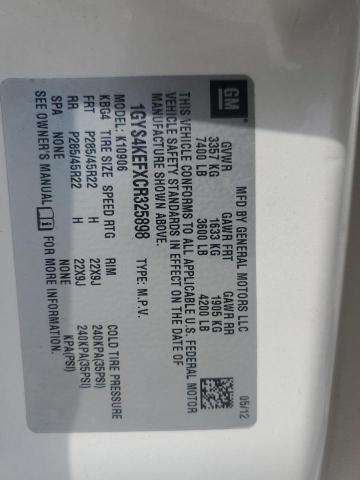 GM
MFD BY GENERAL MOTORS LLC 05/12
GVWR GAWR FRT GAWR RR
3357 KG 1633 KG 1905 KG
7400 LB 3600 LB 4200 LB
THIS VEHICLE CONFORMS TO ALL APPLICABLE U.S. FEDERAL MOTOR
VEHICLE SAFETY STANDARDS IN EFFECT ON THE DATE OF
MANUFACTURE SHOWN ABOVE.
1GYS4KEFXCR325898 TYPE: M.P.V.
MODEL: K10906
KBG4 TIRE SIZE SPEED RTG RIM COLD TIRE PRESSURE
FRT P285/45R22 H 22X9J 240KPA(35PSI)
RR P285/45R22 H 22X9J 240KPA(35PSI)
SPA NONE NONE KPA(PSI)
SEE OWNER'S MANUAL FOR MORE INFORMATION.